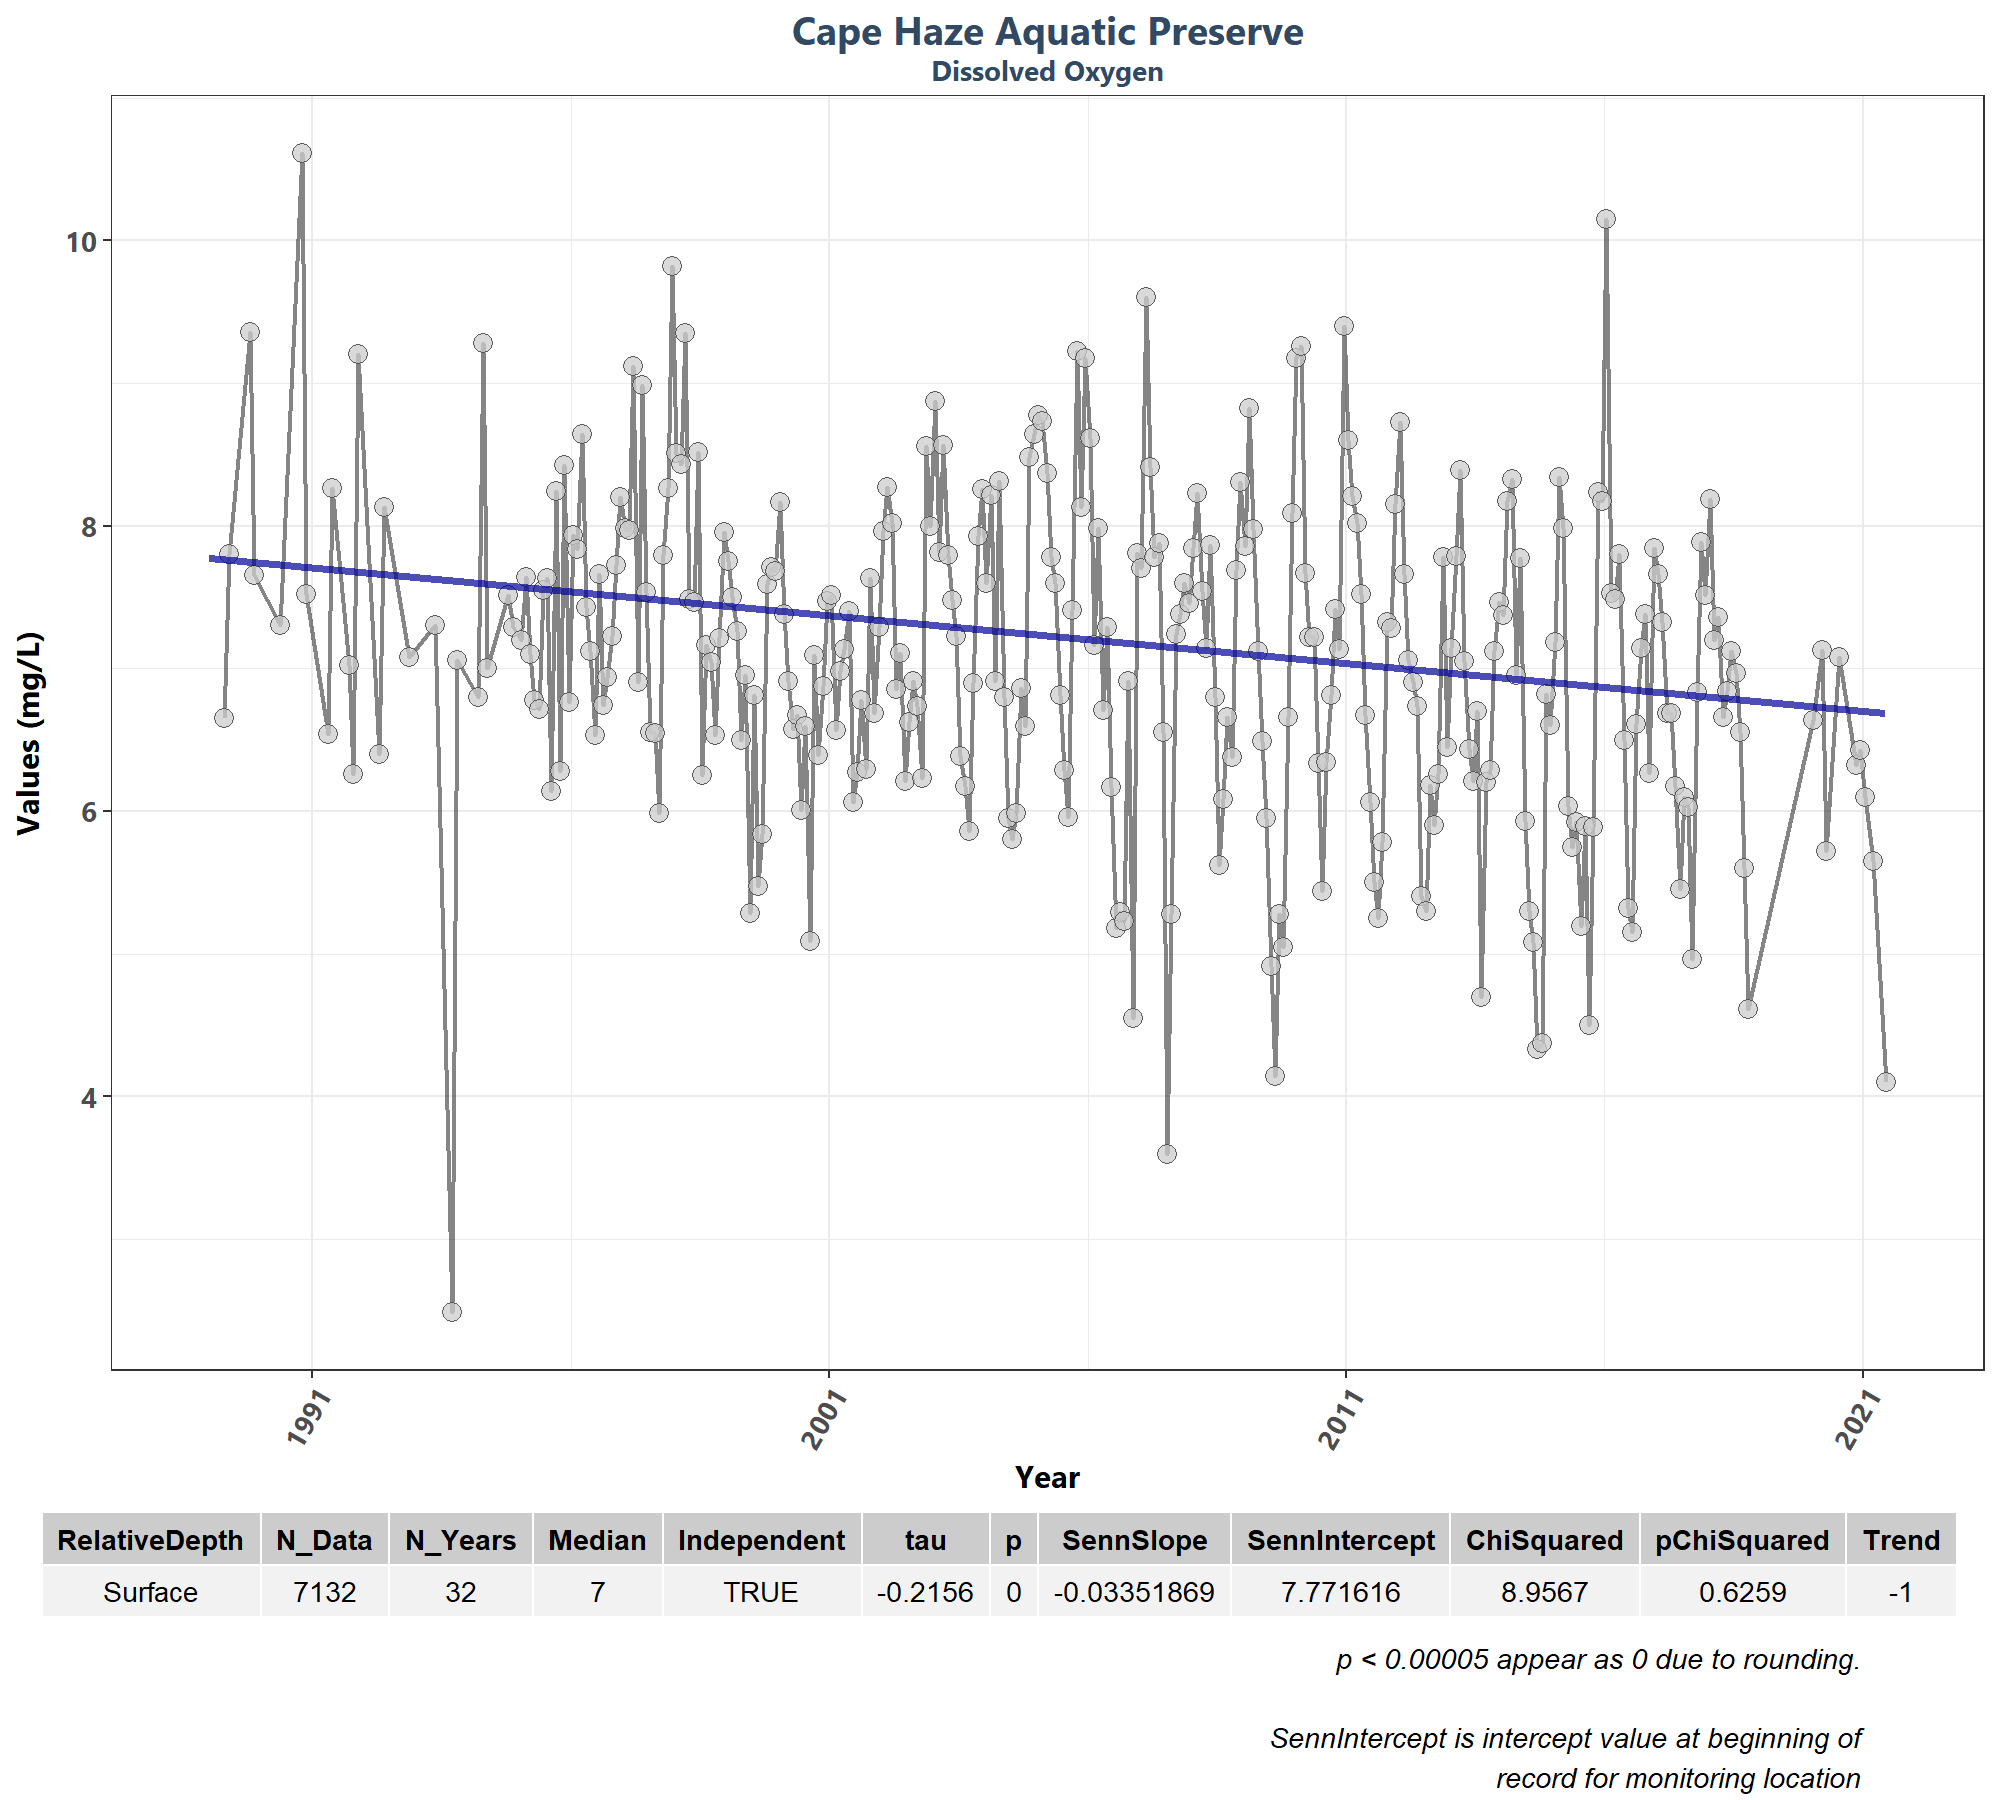 Cape Haze Aquatic Preserve
Dissolved Oxygen
Values (mg/L)
10
8
6
4
1991 2001 2011 2021
Year
RelativeDepth N_Data N_Years Median Independent tau p SennSlope SennIntercept ChiSquared pChiSquared Trend
Surface 7132 32 7 TRUE -0.2156 0 -0.03351869 7.771616 8.9567 0.6259 -1
p < 0.00005 appear as 0 due to rounding.
SennIntercept is intercept value at beginning of
record for monitoring location